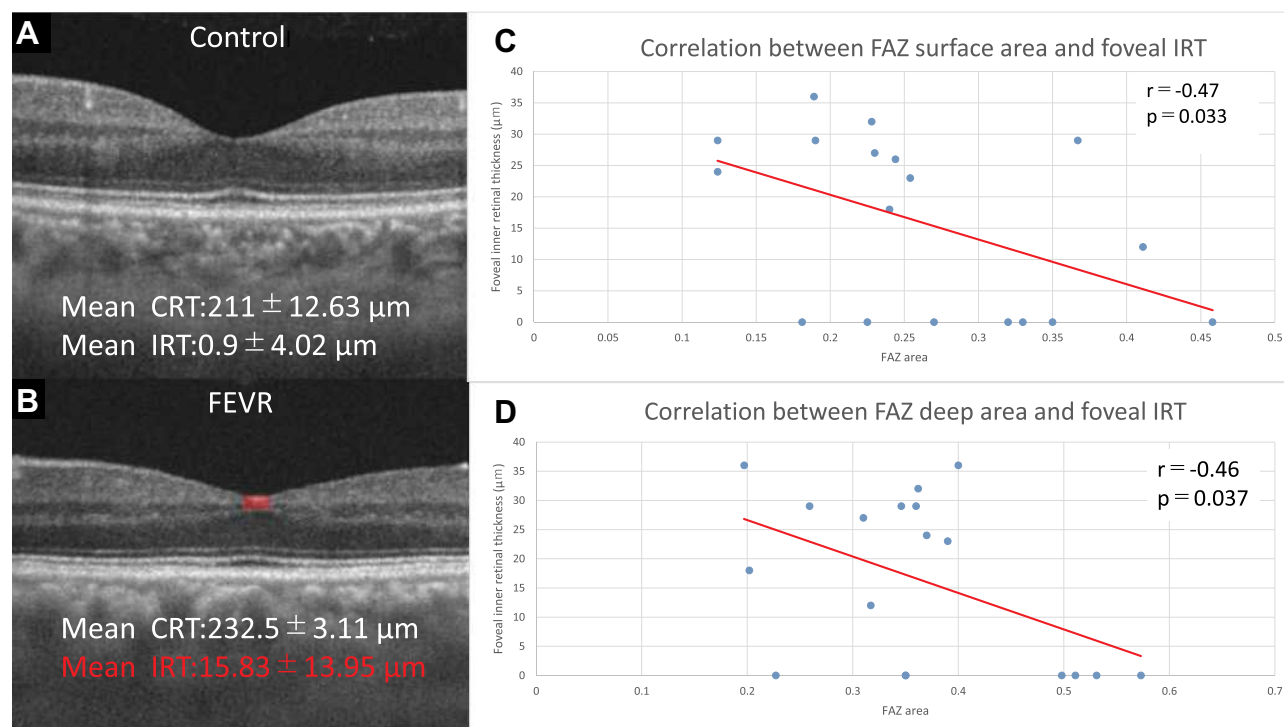 A
Control
Mean CRT:211 ± 12.63 μm
Mean IRT:0.9 ± 4.02 μm
B
FEVR
Mean CRT:232.5 ± 3.11 μm
Mean IRT:15.83 ± 13.95 μm
C
Correlation between FAZ surface area and foveal IRT
r = -0.47
p = 0.033
Foveal inner retinal thickness (μm)
40
35
30
25
20
15
10
5
0
0 0.05 0.1 0.15 0.2 0.25 0.3 0.35 0.4 0.45 0.5
FAZ area
D
Correlation between FAZ deep area and foveal IRT
r = -0.46
p = 0.037
Foveal inner retinal thickness (μm)
40
35
30
25
20
15
10
5
0
0 0.1 0.2 0.3 0.4 0.5 0.6 0.7
FAZ area